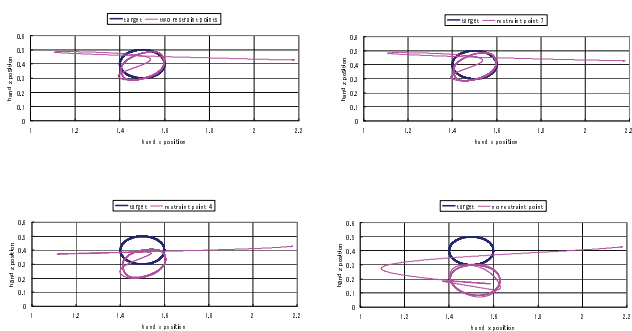 target two restraint points
0.6
0.5
0.4
0.3
0.2
0.1
0
hand z position
1 1.2 1.4 1.6 1.8 2 2.2
hand x position
target restraint point 7
0.6
0.5
0.4
0.3
0.2
0.1
0
hand z position
1 1.2 1.4 1.6 1.8 2 2.2
hand x position
target restraint point 4
0.6
0.5
0.4
0.3
0.2
0.1
0
hand z position
1 1.2 1.4 1.6 1.8 2 2.2
hand x position
target no restraint point
0.6
0.5
0.4
0.3
0.2
0.1
0
hand z position
1 1.2 1.4 1.6 1.8 2 2.2
hand x position